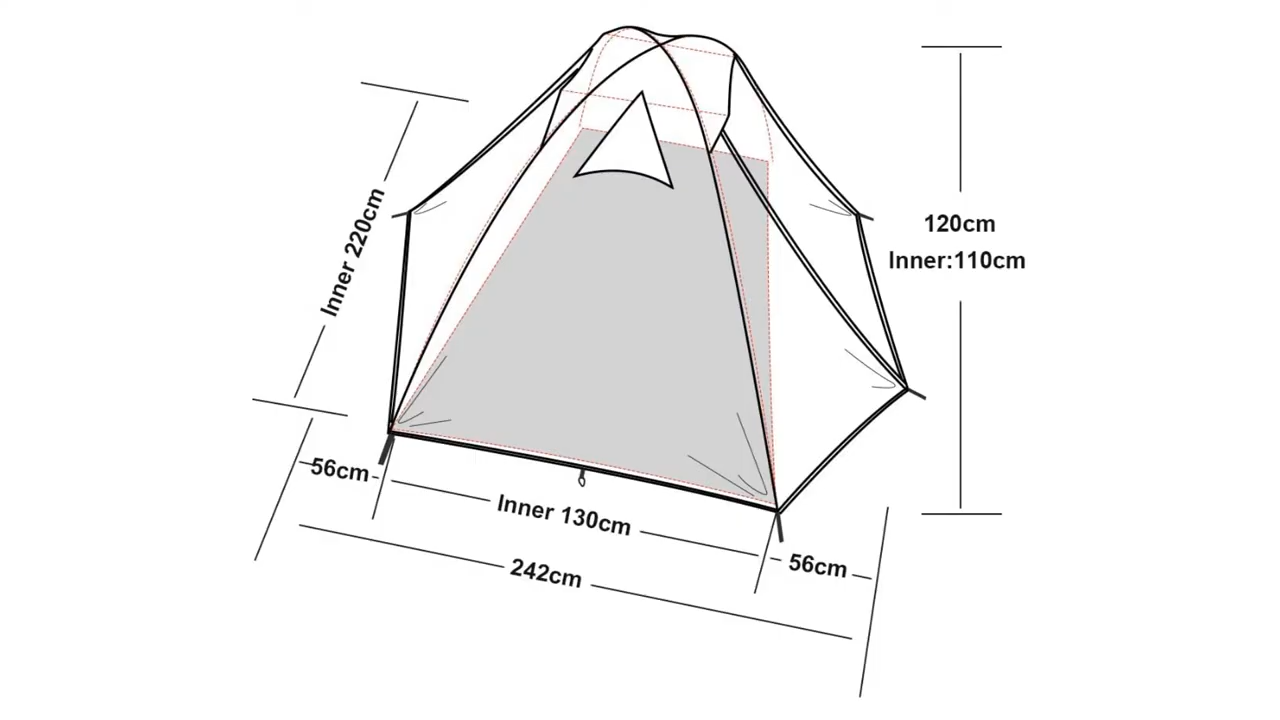 Inner 220cm
120cm
Inner:110cm
56cm
Inner 130cm
56cm
242cm